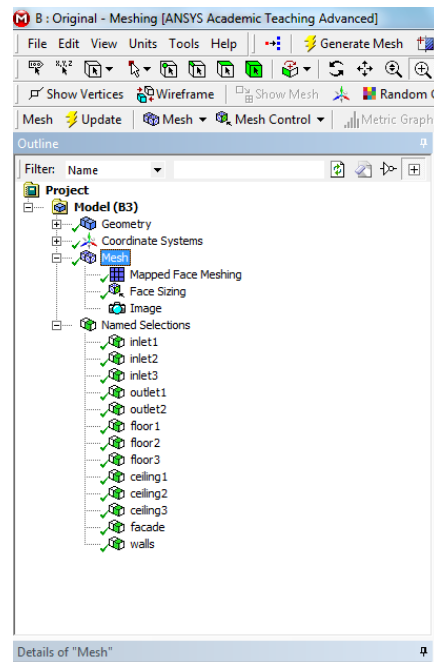 B : Original - Meshing [ANSYS Academic Teaching Advanced]
File Edit View Units Tools Help Generate Mesh
Show Vertices Wireframe Show Mesh Random
Mesh Update Mesh Mesh Control Metric Graph
Outline
Filter: Name
Project
Model (B3)
Geometry
Coordinate Systems
Mesh
Mapped Face Meshing
Face Sizing
Image
Named Selections
inlet1
inlet2
inlet3
outlet1
outlet2
floor1
floor2
floor3
ceiling1
ceiling2
ceiling3
facade
walls
Details of "Mesh"